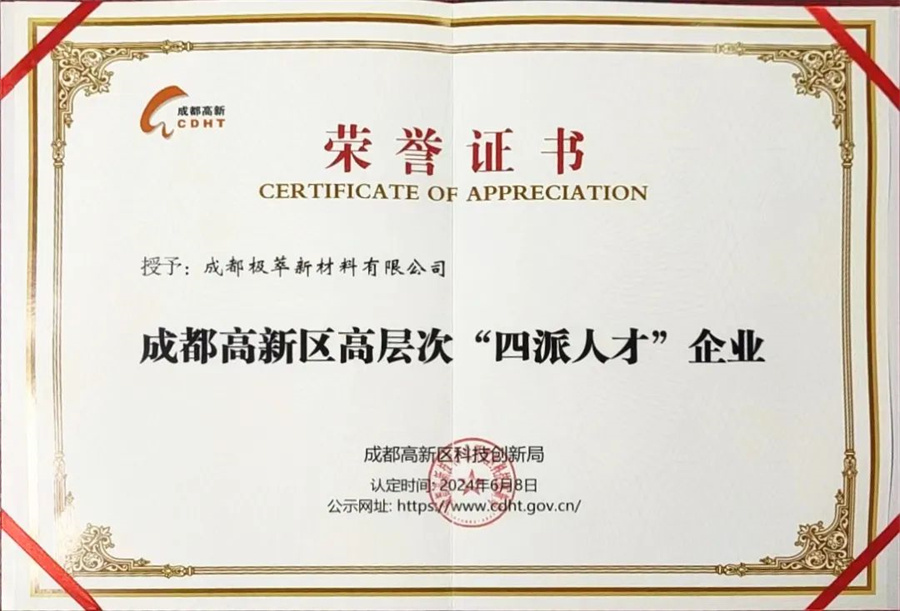 成都高新
CDHT
荣誉证书
CERTIFICATE OF APPRECIATION
授予：成都极萃新材料有限公司
成都高新区高层次“四派人才”企业
成都高新区科技创新局
认定时间：2024年6月8日
公示网址：https://www.cdht.gov.cn/